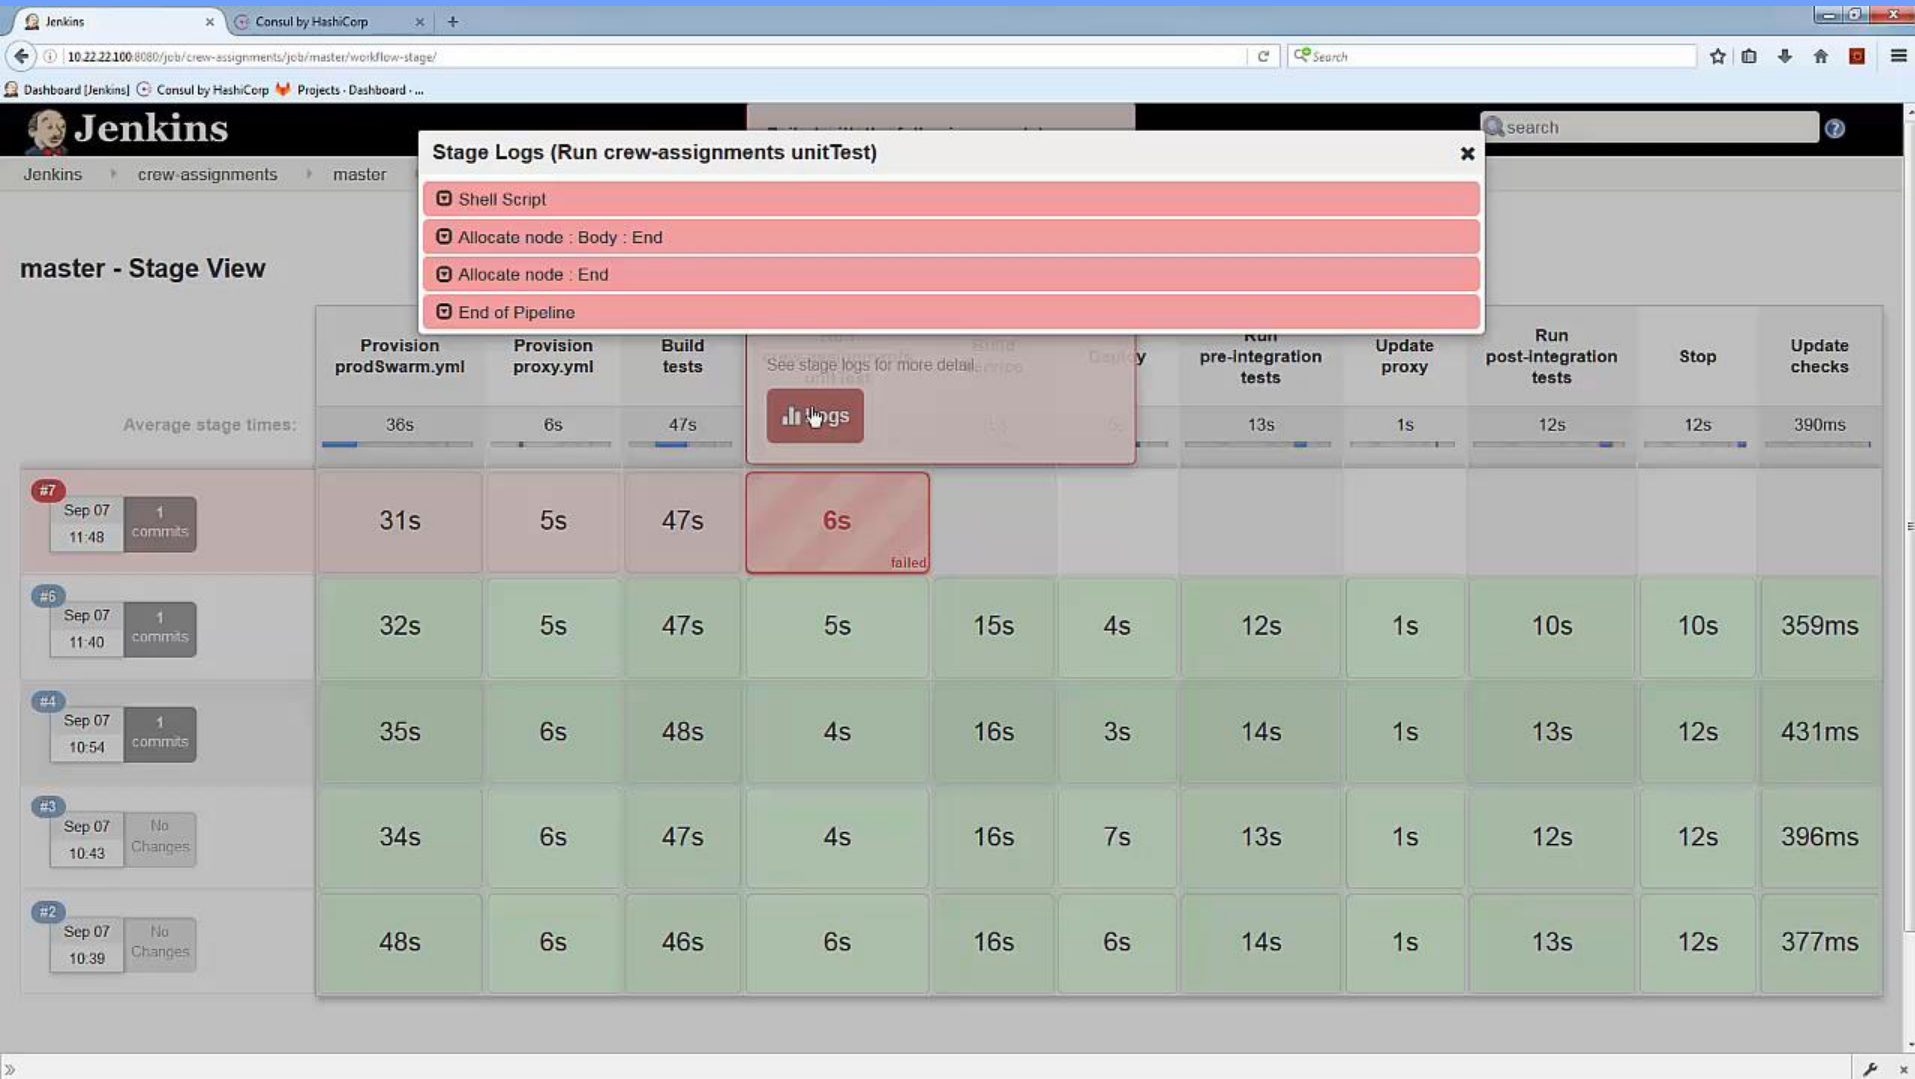 Jenkins
Consul by HashiCorp
10.22.22.100:8080/job/crew-assignments/job/master/workflow-stage/
Search
Dashboard [Jenkins] Consul by HashiCorp Projects · Dashboard · ...
Jenkins
search
Stage Logs (Run crew-assignments unitTest)
Jenkins crew-assignments master
Shell Script
Allocate node : Body : End
Allocate node : End
End of Pipeline
master - Stage View
Provision prodSwarm.yml
Provision proxy.yml
Build tests
See stage logs for more detail
Logs
Run pre-integration tests
Update proxy
Run post-integration tests
Stop
Update checks
Average stage times:
36s 6s 47s 13s 1s 12s 12s 390ms
#7
Sep 07
11:48
1 commits
31s 5s 47s 6s
failed
#6
Sep 07
11:40
1 commits
32s 5s 47s 5s 15s 4s 12s 1s 10s 10s 359ms
#4
Sep 07
10:54
1 commits
35s 6s 48s 4s 16s 3s 14s 1s 13s 12s 431ms
#3
Sep 07
10:43
No Changes
34s 6s 47s 4s 16s 7s 13s 1s 12s 12s 396ms
#2
Sep 07
10:39
No Changes
48s 6s 46s 6s 16s 6s 14s 1s 13s 12s 377ms